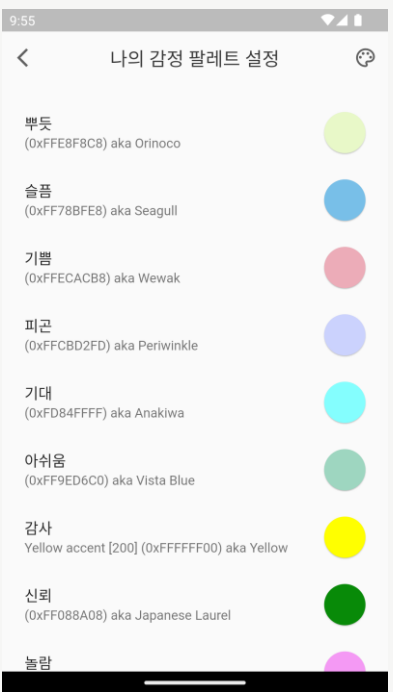 9:55
나의 감정 팔레트 설정
뿌듯
(0xFFE8F8C8) aka Orinoco
슬픔
(0xFF78BFE8) aka Seagull
기쁨
(0xFFECACB8) aka Wewak
피곤
(0xFFCBD2FD) aka Periwinkle
기대
(0xFD84FFFF) aka Anakiwa
아쉬움
(0xFF9ED6C0) aka Vista Blue
감사
Yellow accent [200] (0xFFFFFF00) aka Yellow
신뢰
(0xFF088A08) aka Japanese Laurel
놀람